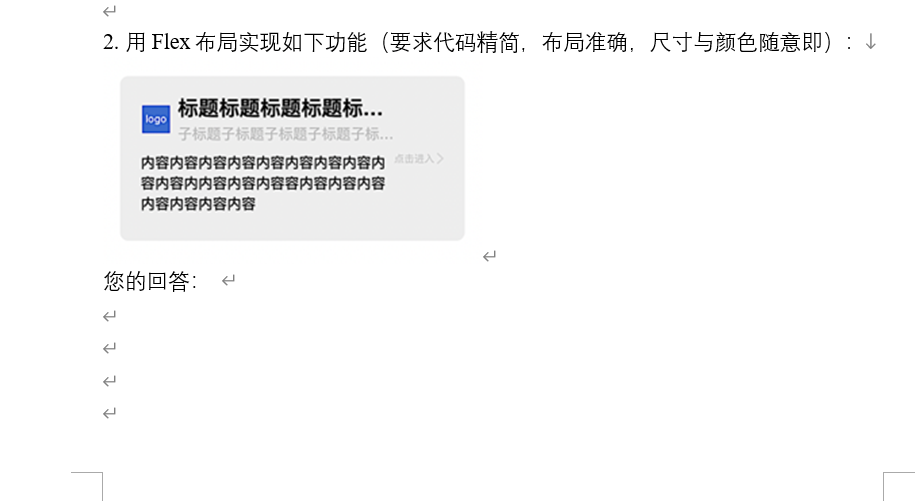 2. 用 Flex 布局实现如下功能（要求代码精简，布局准确，尺寸与颜色随意即）：
logo
标题标题标题标题标...
子标题子标题子标题子标题子标...
内容内容内容内容内容内容内容内容内
点击进入
容内容内内容内容内容容内容内容内容
内容内容内容内容
您的回答：